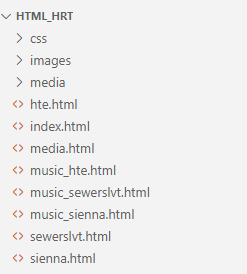 HTML_HRT
css
images
media
hte.html
index.html
media.html
music_hte.html
music_sewerslvt.html
music_sienna.html
sewerslvt.html
sienna.html